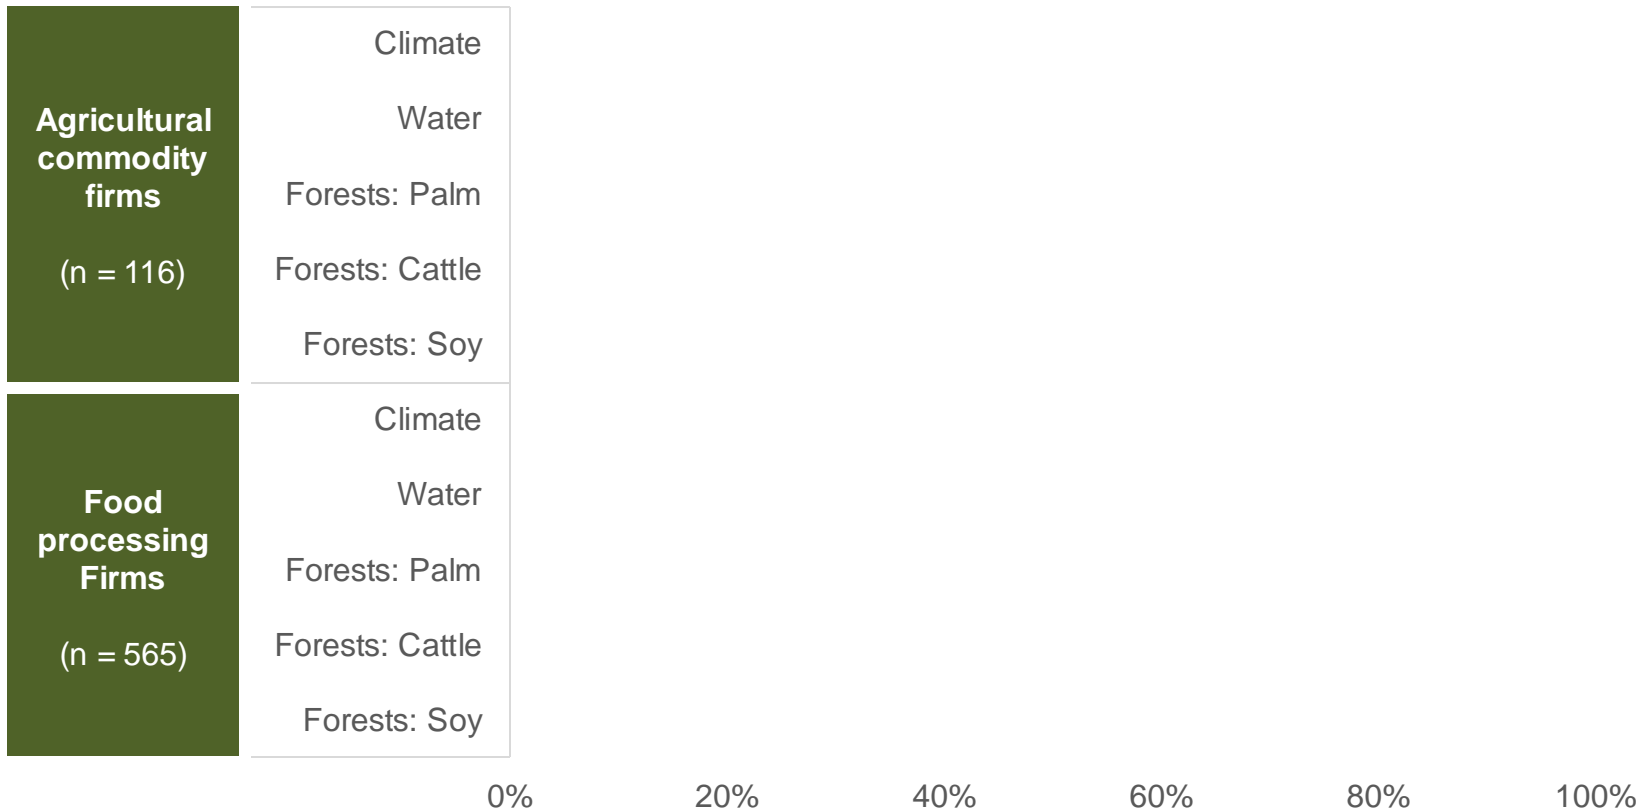 Agricultural
commodity
firms
(n = 116)
Climate
Water
Forests: Palm
Forests: Cattle
Forests: Soy
Food
processing
Firms
(n = 565)
Climate
Water
Forests: Palm
Forests: Cattle
Forests: Soy
0% 20% 40% 60% 80% 100%